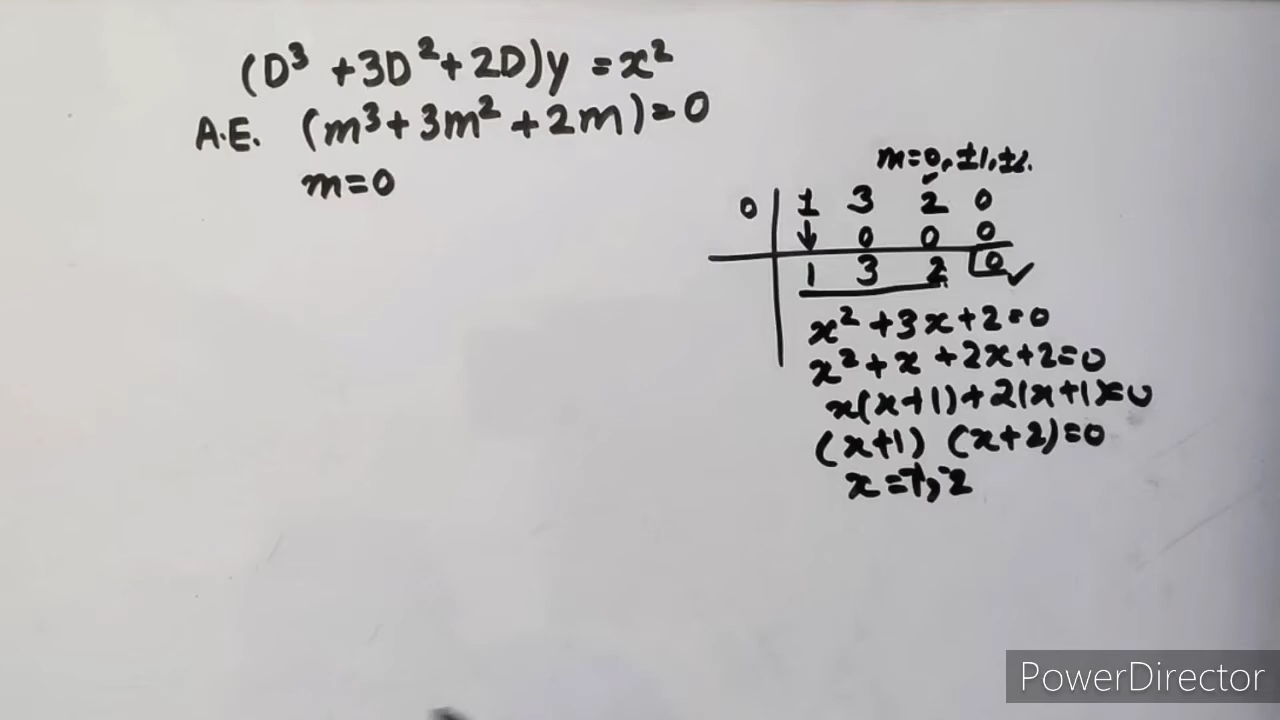 (D³ + 3D² + 2D)y = x²
A.E. (m³ + 3m² + 2m) = 0
m = 0
m = 0, ±1, ±2.
0 | 1 3 2 0
↓ 0 0 0
1 3 2 0 ✓
x² + 3x + 2 = 0
x² + x + 2x + 2 = 0
x(x+1) + 2(x+1) = 0
(x+1) (x+2) = 0
x = -1, -2
PowerDirector